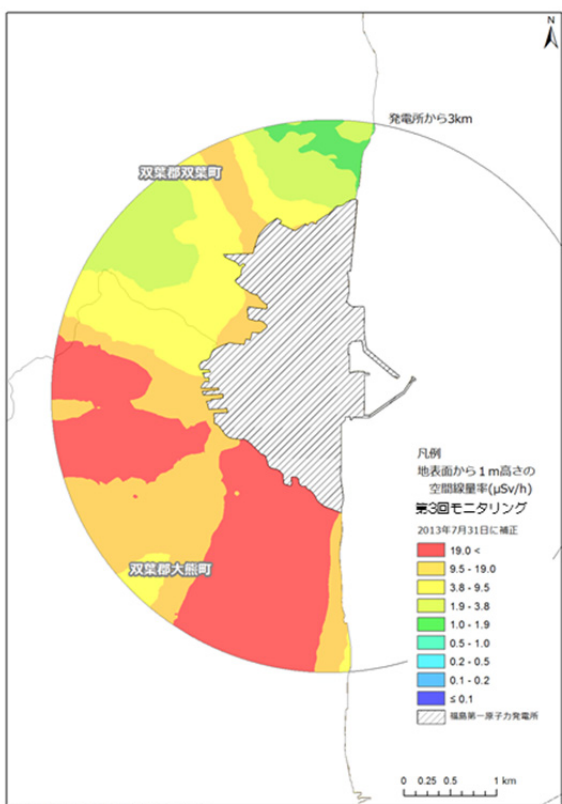 N
発電所から3km
双葉郡双葉町
凡例
地表面から1m高さの
空間線量率(μSv/h)
第3回モニタリング
2013年7月31日に補正
19.0 <
9.5 - 19.0
3.8 - 9.5
1.9 - 3.8
1.0 - 1.9
0.5 - 1.0
0.2 - 0.5
0.1 - 0.2
≤ 0.1
福島第一原子力発電所
双葉郡大熊町
0 0.25 0.5 1 km